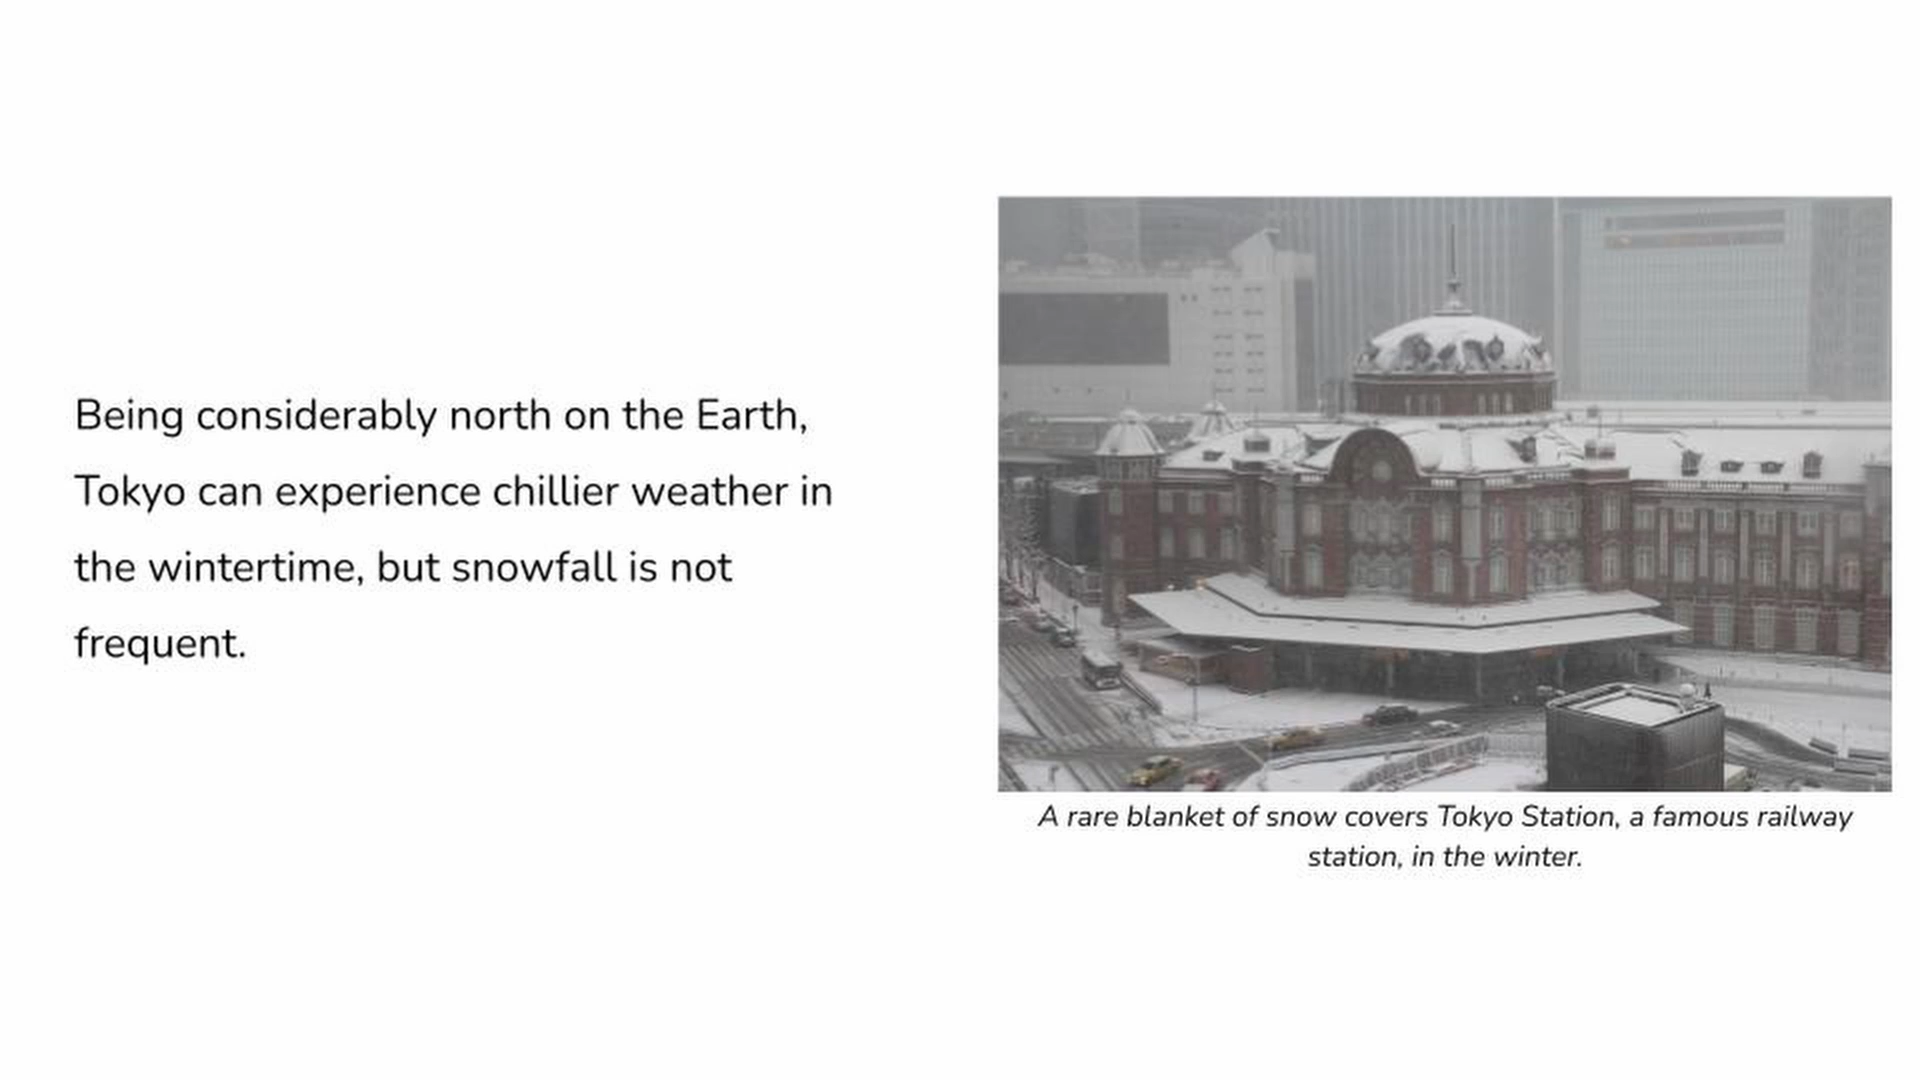 Being considerably north on the Earth,
Tokyo can experience chillier weather in
the wintertime, but snowfall is not
frequent.
A rare blanket of snow covers Tokyo Station, a famous railway
station, in the winter.